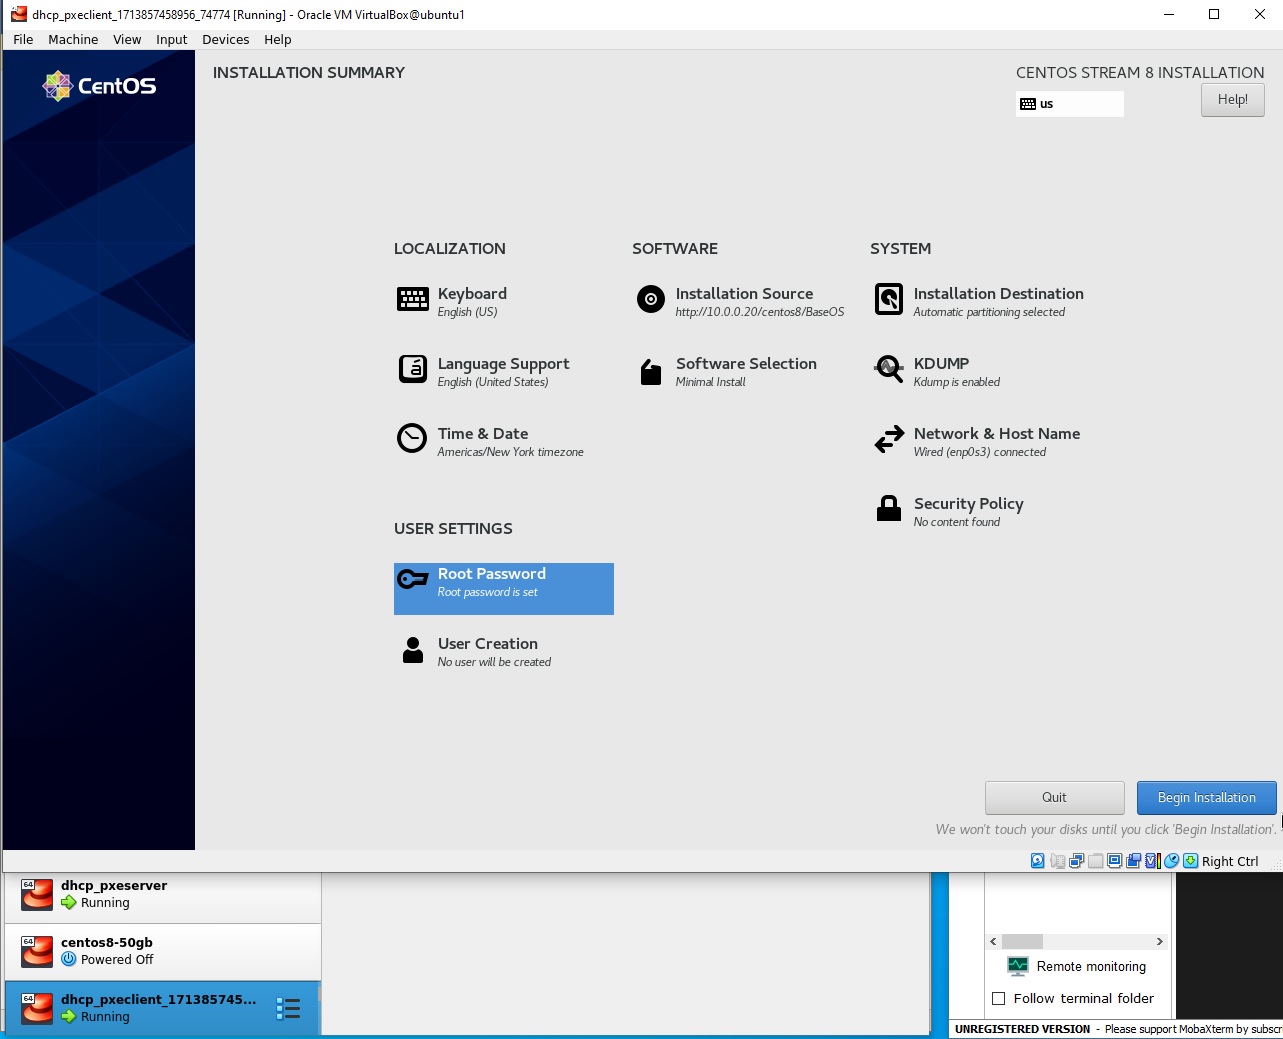 dhcp_pxeclient_1713857458956_74774 [Running] - Oracle VM VirtualBox@ubuntu1
File Machine View Input Devices Help
CentOS
INSTALLATION SUMMARY
CENTOS STREAM 8 INSTALLATION
us
Help!
LOCALIZATION
Keyboard
English (US)
Language Support
English (United States)
Time & Date
Americas/New York timezone
SOFTWARE
Installation Source
http://10.0.0.20/centos8/BaseOS
Software Selection
Minimal Install
SYSTEM
Installation Destination
Automatic partitioning selected
KDUMP
Kdump is enabled
Network & Host Name
Wired (enp0s3) connected
Security Policy
No content found
USER SETTINGS
Root Password
Root password is set
User Creation
No user will be created
Quit
Begin Installation
We won't touch your disks until you click 'Begin Installation'.
Right Ctrl
64
dhcp_pxeserver
Running
64
centos8-50gb
Powered Off
64
dhcp_pxeclient_171385745...
Running
Remote monitoring
Follow terminal folder
UNREGISTERED VERSION - Please support MobaXterm by subscri